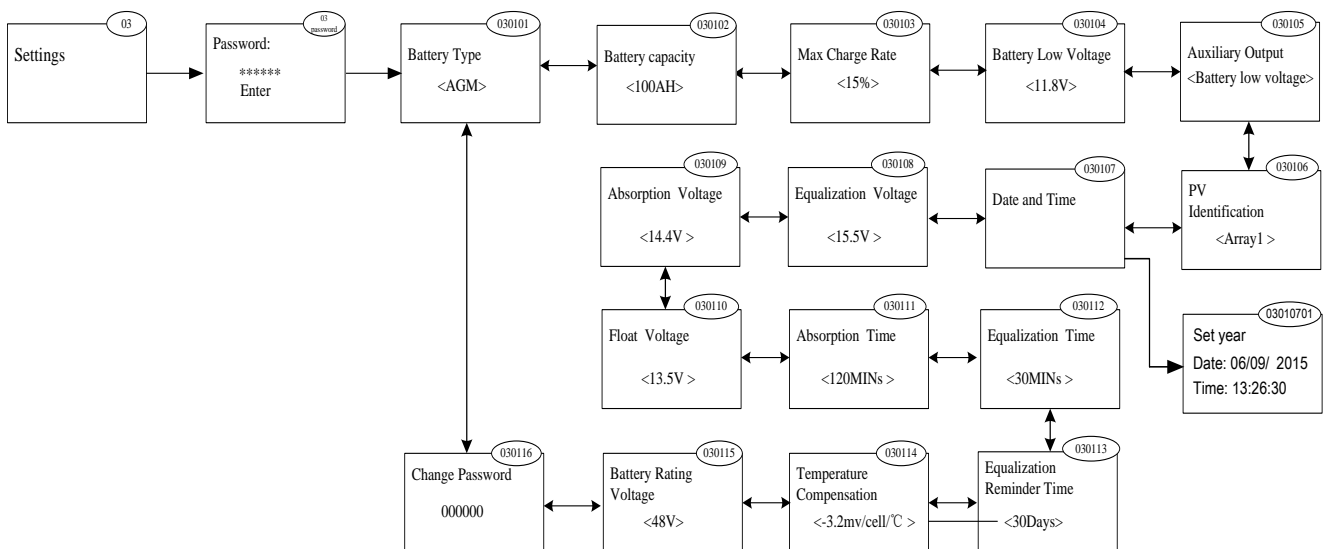 03
Settings
03
password
Password:
******
Enter
030101
Battery Type
<AGM>
030102
Battery capacity
<100AH>
030103
Max Charge Rate
<15%>
030104
Battery Low Voltage
<11.8V>
030105
Auxiliary Output
<Battery low voltage>
030106
PV
Identification
<Array1 >
030107
Date and Time
03010701
Set year
Date: 06/09/ 2015
Time: 13:26:30
030108
Equalization Voltage
<15.5V >
030109
Absorption Voltage
<14.4V >
030110
Float Voltage
<13.5V >
030111
Absorption Time
<120MINs >
030112
Equalization Time
<30MINs >
030113
Equalization
Reminder Time
<30Days>
030114
Temperature
Compensation
<-3.2mv/cell/℃ >
030115
Battery Rating
Voltage
<48V>
030116
Change Password
000000